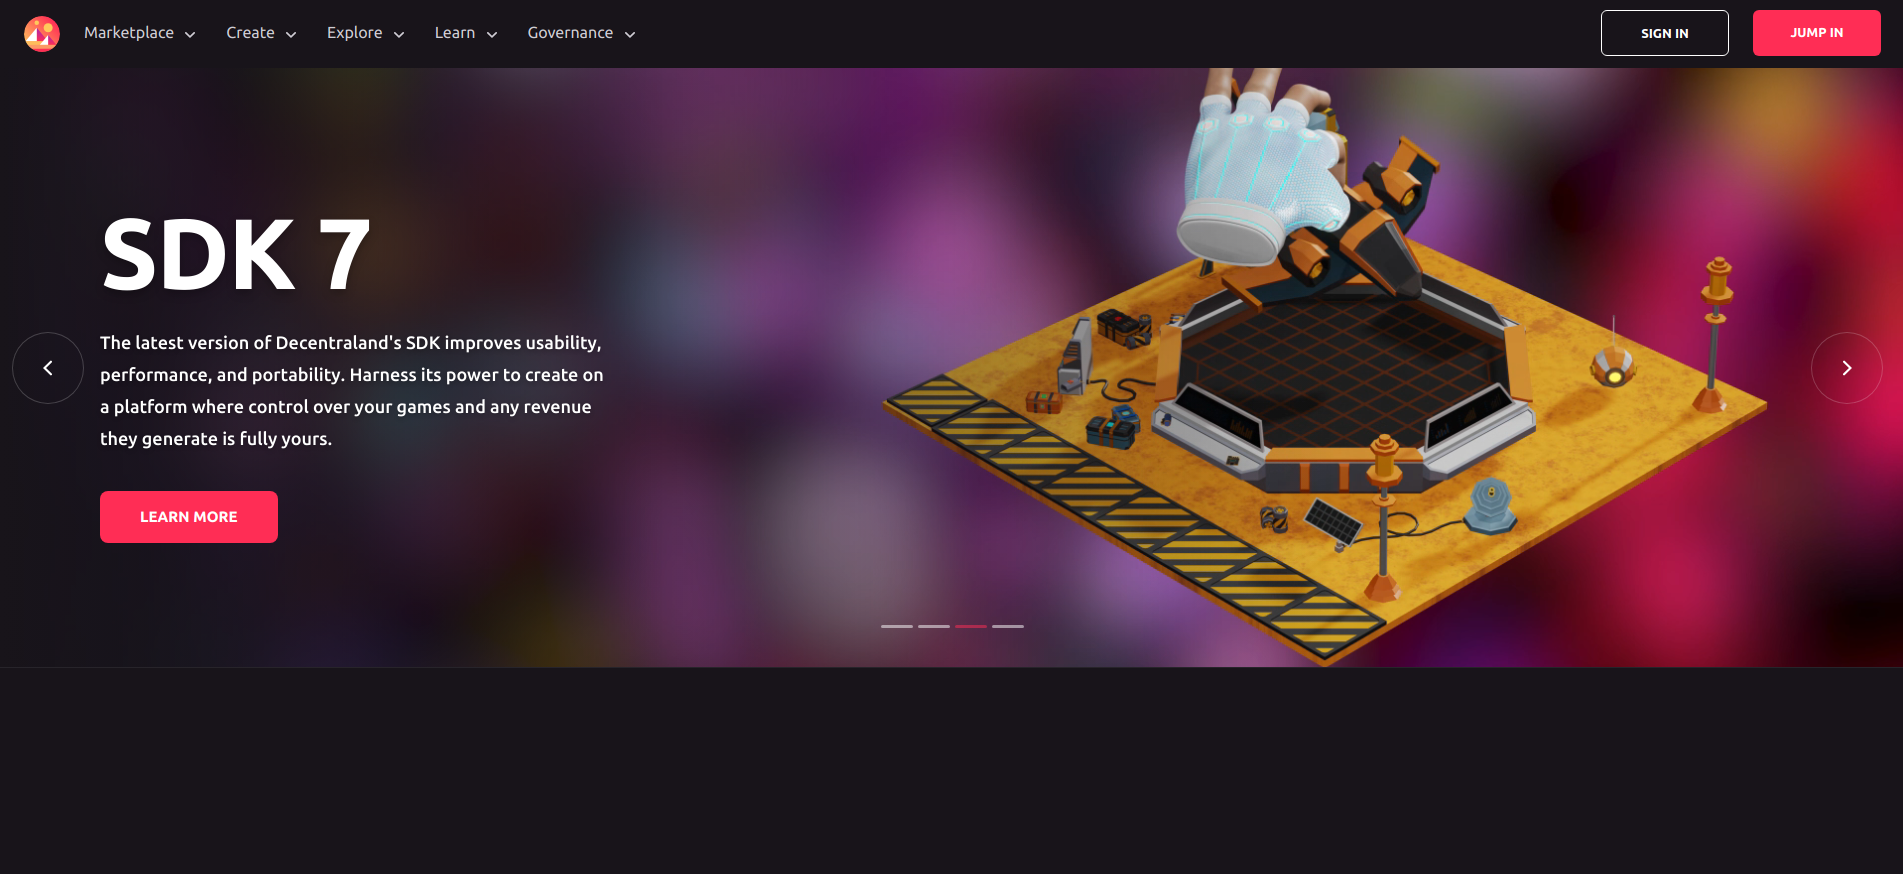 Marketplace Create Explore Learn Governance SIGN IN JUMP IN
SDK 7
The latest version of Decentraland's SDK improves usability,
performance, and portability. Harness its power to create on
a platform where control over your games and any revenue
they generate is fully yours.
LEARN MORE